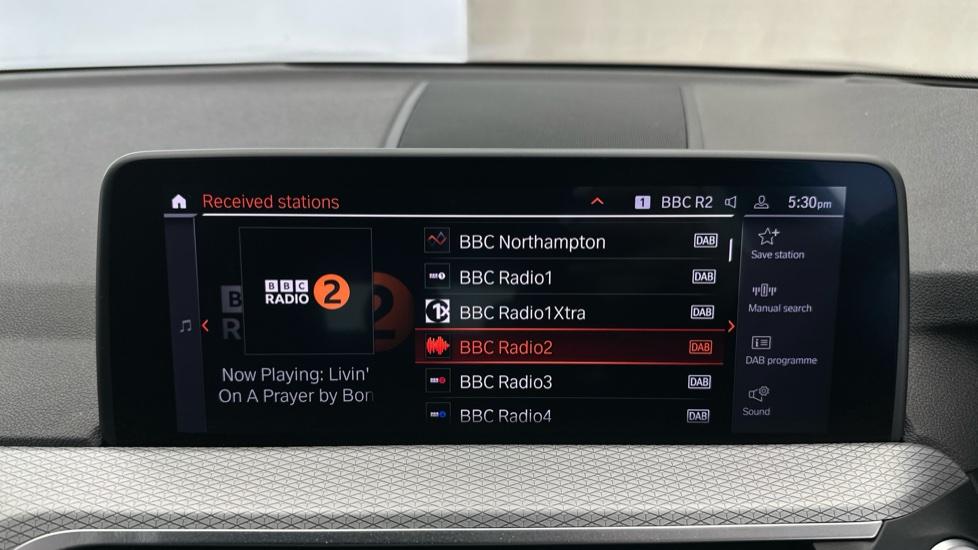 Received stations
1 BBC R2
5:30pm
BBC
RADIO 2
Now Playing: Livin'
On A Prayer by Bon
BBC Northampton DAB
BBC Radio1 DAB
BBC Radio1Xtra DAB
BBC Radio2 DAB
BBC Radio3 DAB
BBC Radio4 DAB
Save station
Manual search
DAB programme
Sound